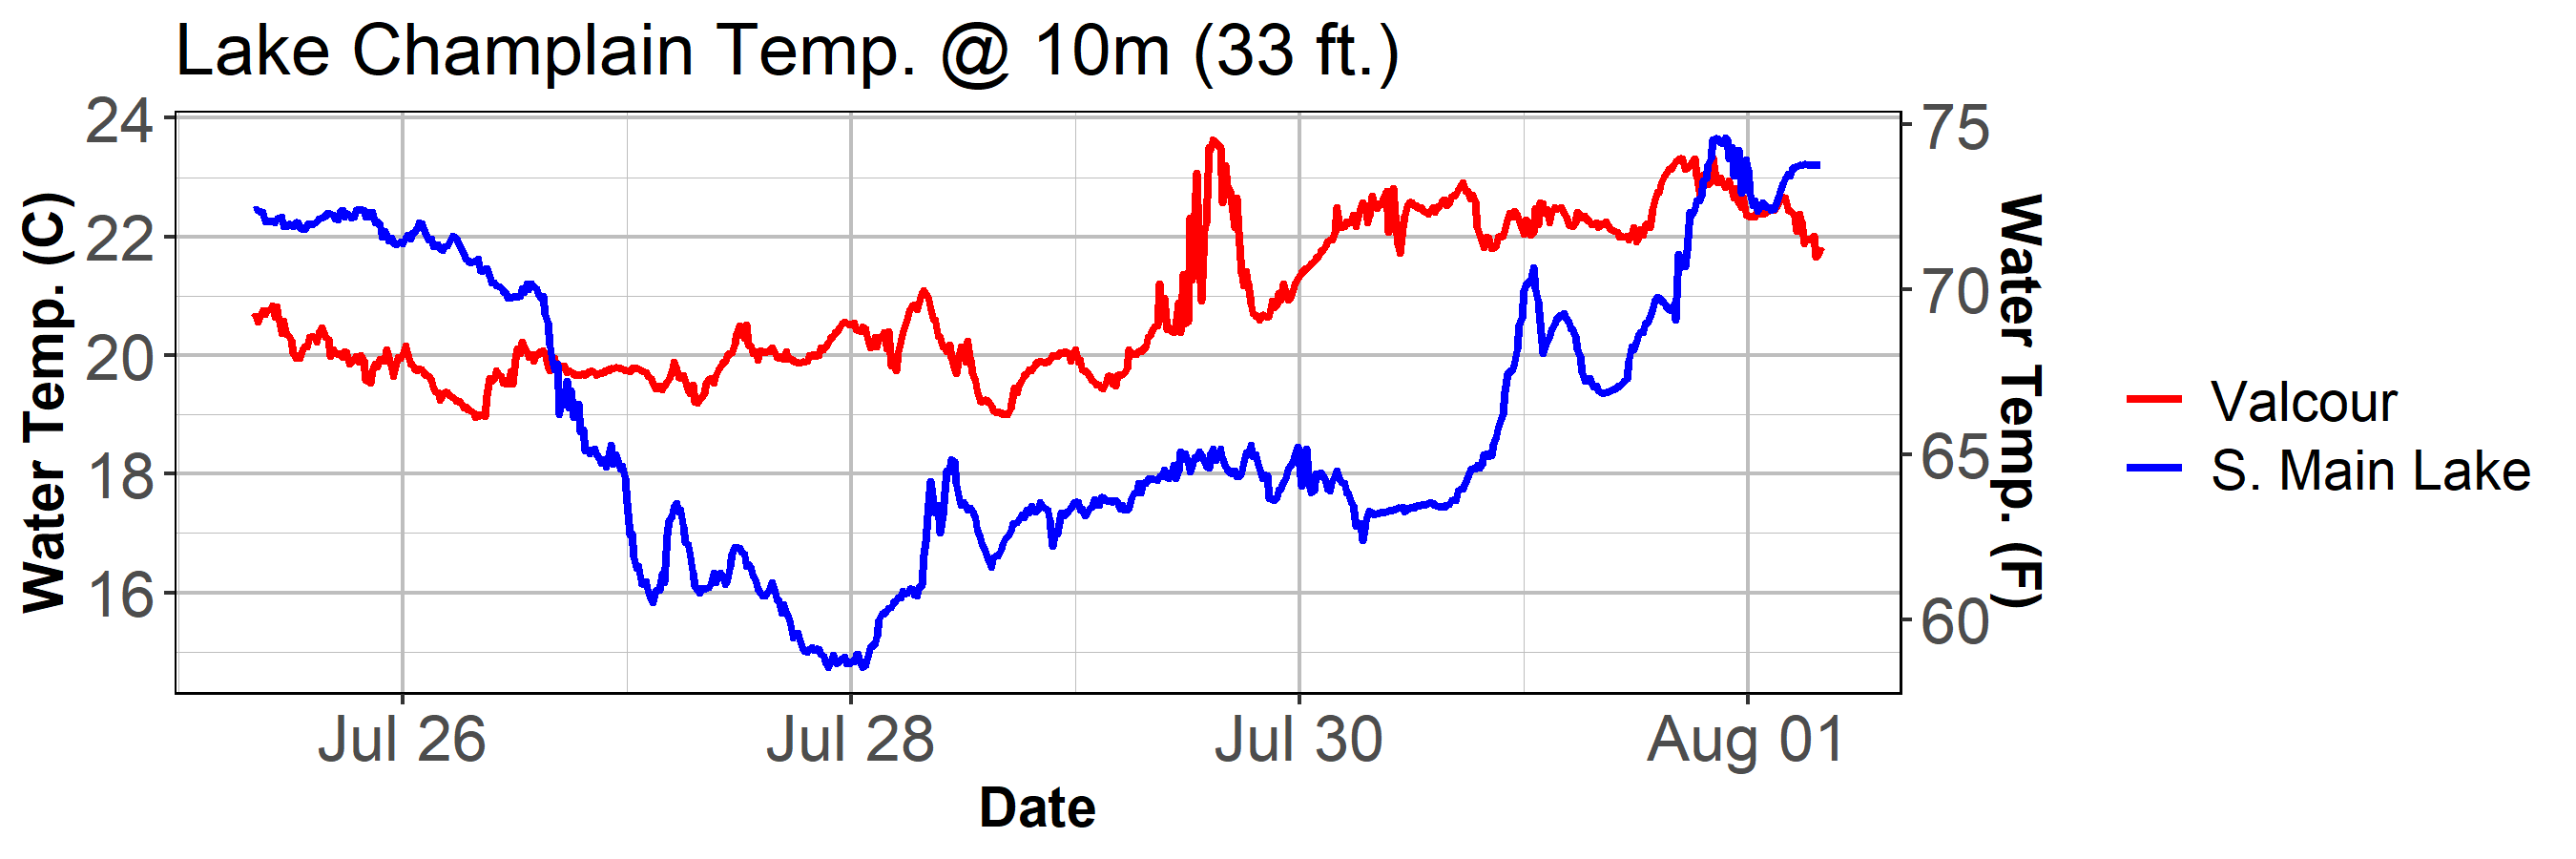 Lake Champlain Temp. @ 10m (33 ft.)
Water Temp. (C)
24
22
20
18
16
75
70
65
60
Water Temp. (F)
Jul 26
Jul 28
Jul 30
Aug 01
Date
Valcour
S. Main Lake